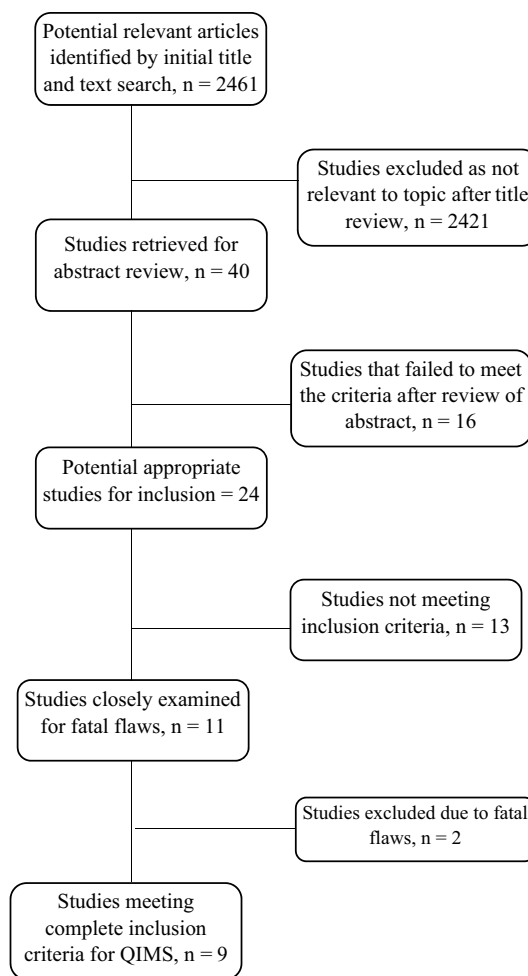 Potential relevant articles
identified by initial title
and text search, n = 2461
Studies excluded as not
relevant to topic after title
review, n = 2421
Studies retrieved for
abstract review, n = 40
Studies that failed to meet
the criteria after review of
abstract, n = 16
Potential appropriate
studies for inclusion = 24
Studies not meeting
inclusion criteria, n = 13
Studies closely examined
for fatal flaws, n = 11
Studies excluded due to fatal
flaws, n = 2
Studies meeting
complete inclusion
criteria for QIMS, n = 9